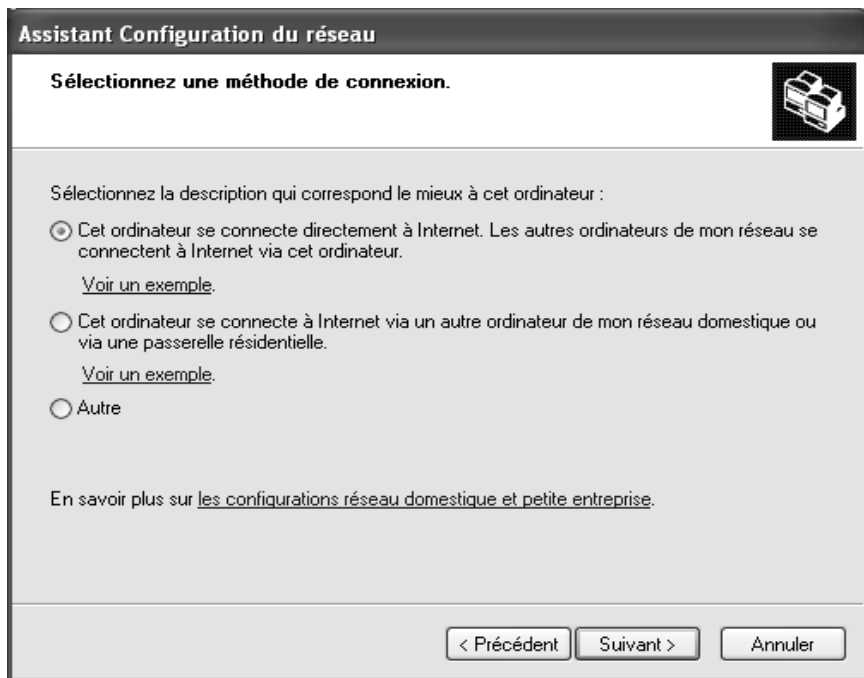 Assistant Configuration du réseau
Sélectionnez une méthode de connexion.
Sélectionnez la description qui correspond le mieux à cet ordinateur :
Cet ordinateur se connecte directement à Internet. Les autres ordinateurs de mon réseau se
connectent à Internet via cet ordinateur.
Voir un exemple.
Cet ordinateur se connecte à Internet via un autre ordinateur de mon réseau domestique ou
via une passerelle résidentielle.
Voir un exemple.
Autre
En savoir plus sur les configurations réseau domestique et petite entreprise.
< Précédent Suivant > Annuler